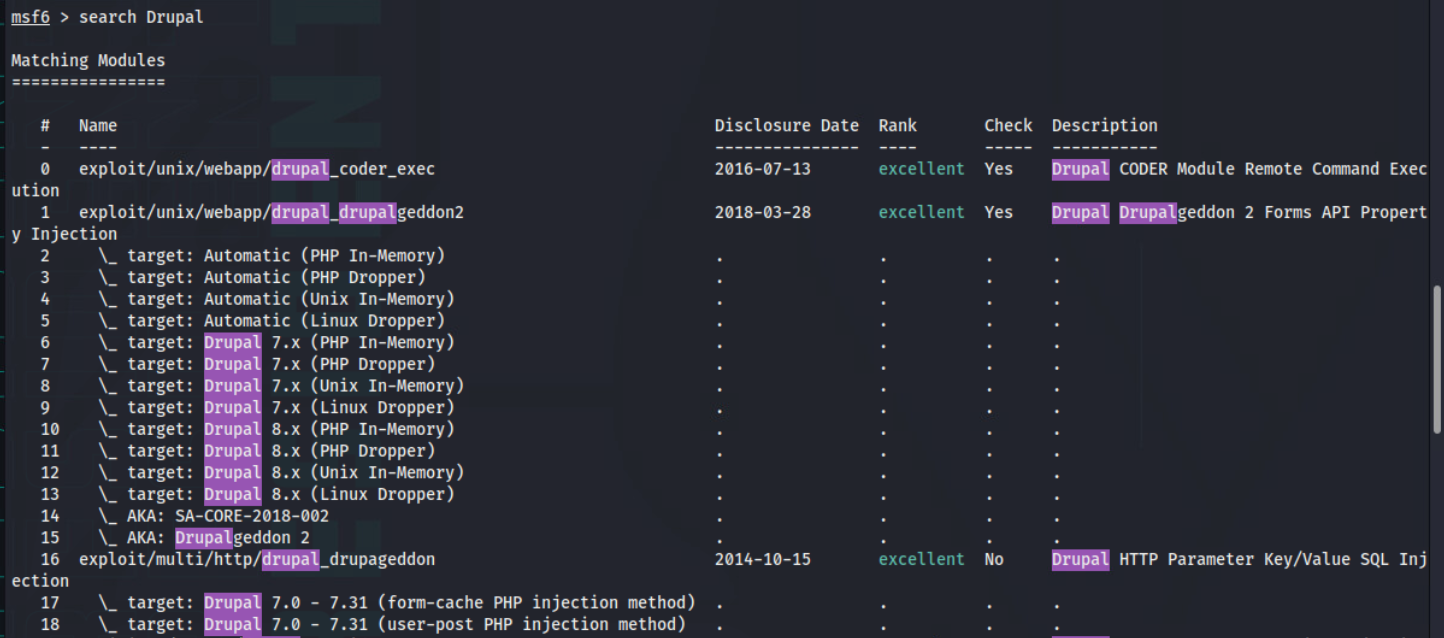 msf6 > search Drupal
Matching Modules
================
# Name Disclosure Date Rank Check Description
- ---- --------------- ---- ----- -----------
0 exploit/unix/webapp/drupal_coder_exec 2016-07-13 excellent Yes Drupal CODER Module Remote Command Exec
ution
1 exploit/unix/webapp/drupal_drupalgeddon2 2018-03-28 excellent Yes Drupal Drupalgeddon 2 Forms API Propert
y Injection
2 \_ target: Automatic (PHP In-Memory) . . . .
3 \_ target: Automatic (PHP Dropper) . . . .
4 \_ target: Automatic (Unix In-Memory) . . . .
5 \_ target: Automatic (Linux Dropper) . . . .
6 \_ target: Drupal 7.x (PHP In-Memory) . . . .
7 \_ target: Drupal 7.x (PHP Dropper) . . . .
8 \_ target: Drupal 7.x (Unix In-Memory) . . . .
9 \_ target: Drupal 7.x (Linux Dropper) . . . .
10 \_ target: Drupal 8.x (PHP In-Memory) . . . .
11 \_ target: Drupal 8.x (PHP Dropper) . . . .
12 \_ target: Drupal 8.x (Unix In-Memory) . . . .
13 \_ target: Drupal 8.x (Linux Dropper) . . . .
14 \_ AKA: SA-CORE-2018-002 . . . .
15 \_ AKA: Drupalgeddon 2 . . . .
16 exploit/multi/http/drupal_drupageddon 2014-10-15 excellent No Drupal HTTP Parameter Key/Value SQL Inj
ection
17 \_ target: Drupal 7.0 - 7.31 (form-cache PHP injection method) . . . .
18 \_ target: Drupal 7.0 - 7.31 (user-post PHP injection method) . . . .